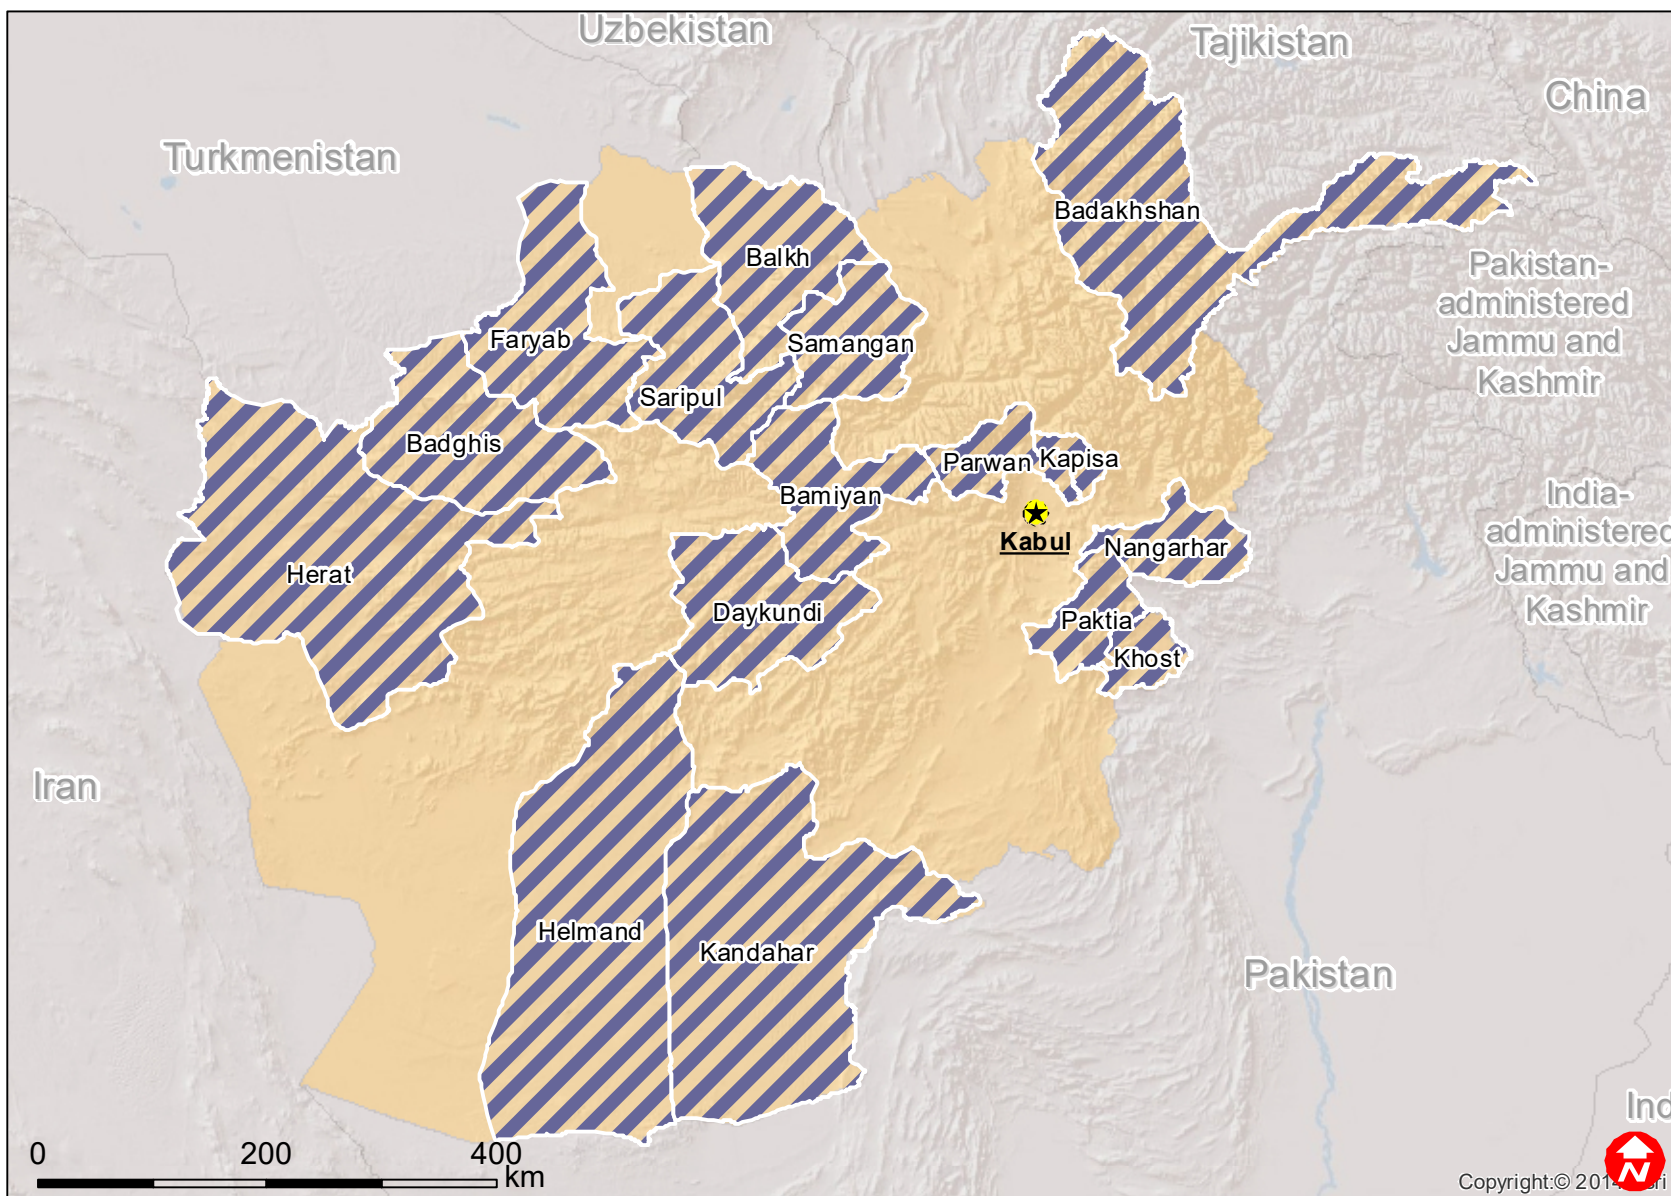 Uzbekistan
Tajikistan
China
Turkmenistan
Badakhshan
Balkh
Pakistan-
administered
Jammu and
Kashmir
Faryab
Samangan
Saripul
Badghis
Parwan
Kapisa
Bamiyan
India-
administered
Jammu and
Kashmir
Kabul
Nangarhar
Herat
Daykundi
Paktia
Khost
Iran
Helmand
Kandahar
Pakistan
Ind
0 200 400
km
N
Copyright:© 2014